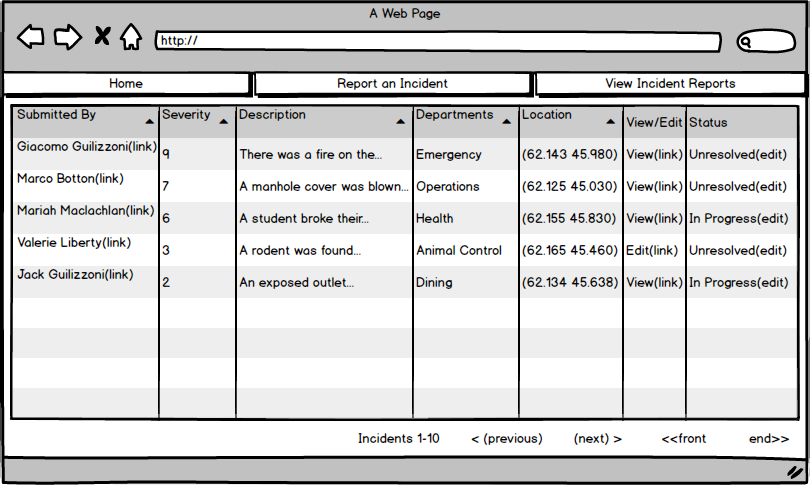 A Web Page
http://
Home Report an Incident View Incident Reports
Submitted By Severity Description Departments Location View/Edit Status
Giacomo Guilizzoni(link) 9 There was a fire on the... Emergency (62.143 45.980) View(link) Unresolved(edit)
Marco Botton(link) 7 A manhole cover was blown... Operations (62.125 45.030) View(link) Unresolved(edit)
Mariah Maclachlan(link) 6 A student broke their... Health (62.155 45.830) View(link) In Progress(edit)
Valerie Liberty(link) 3 A rodent was found... Animal Control (62.165 45.460) Edit(link) Unresolved(edit)
Jack Guilizzoni(link) 2 An exposed outlet... Dining (62.134 45.638) View(link) In Progress(edit)
Incidents 1-10 < (previous) (next) > <<front end>>